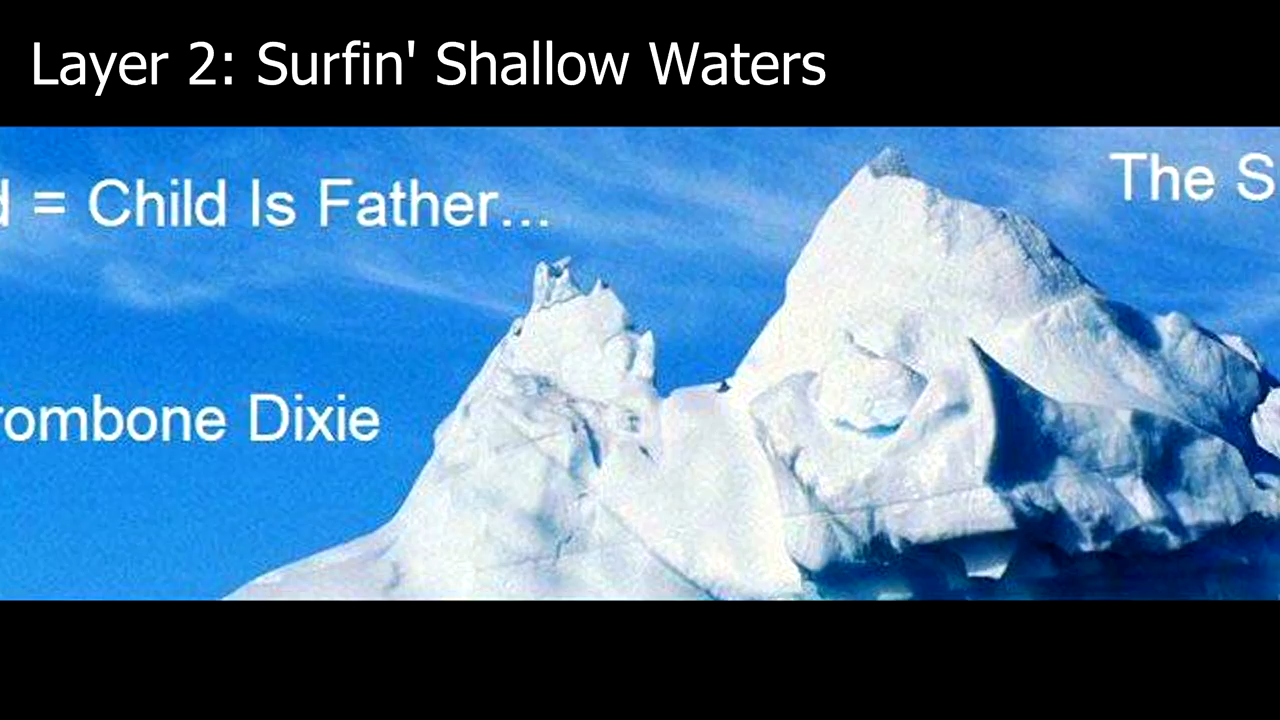 Layer 2: Surfin' Shallow Waters
d = Child Is Father...
The S
rombone Dixie